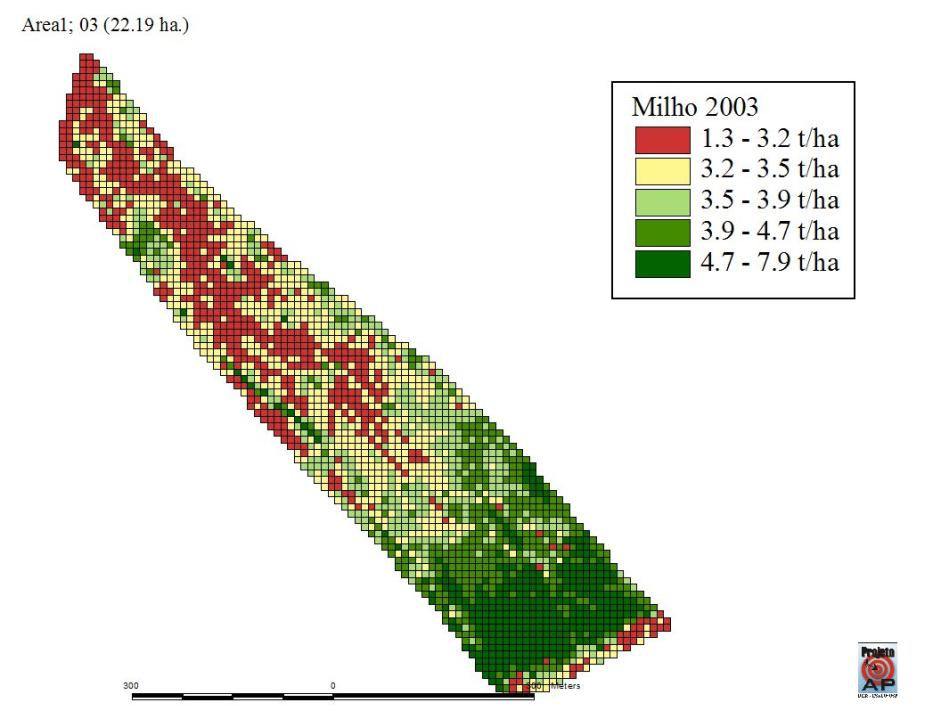 Area1; 03 (22.19 ha.)
Milho 2003
1.3 - 3.2 t/ha
3.2 - 3.5 t/ha
3.5 - 3.9 t/ha
3.9 - 4.7 t/ha
4.7 - 7.9 t/ha
300 0 300 Meters
Projeto
AP